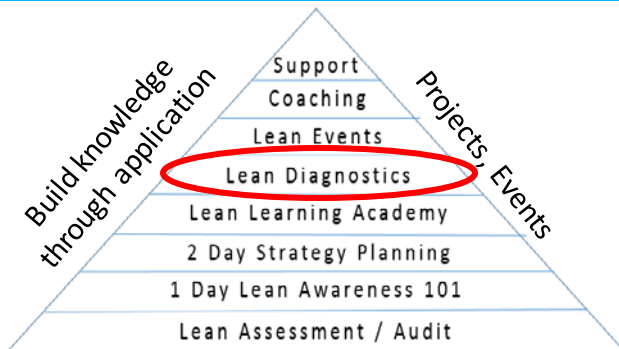 Build knowledge
through application
Projects, Events
Support
Coaching
Lean Events
Lean Diagnostics
Lean Learning Academy
2 Day Strategy Planning
1 Day Lean Awareness 101
Lean Assessment / Audit